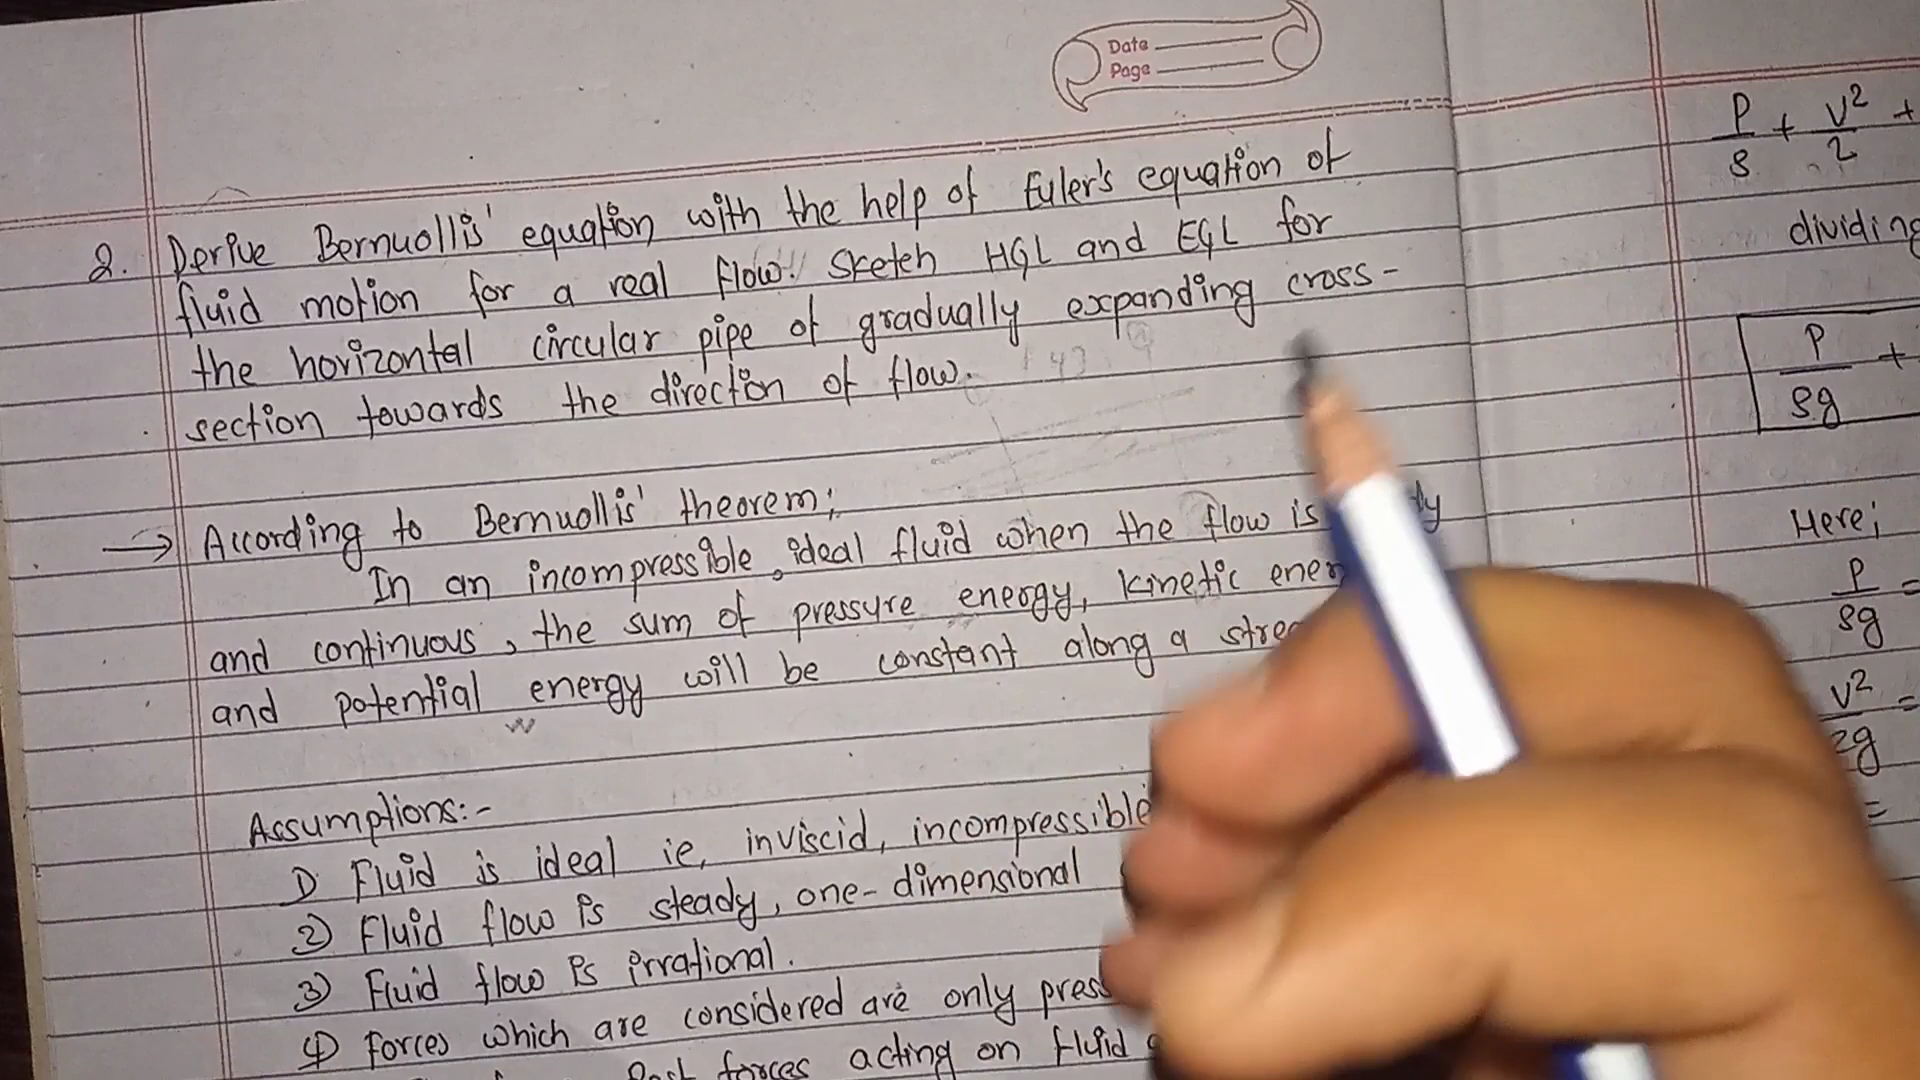 Date
Page
2. Derive Bernuollis' equation with the help of Euler's equation of
fluid motion for a real flow. Sketch HGL and EGL for
the horizontal circular pipe of gradually expanding cross-
section towards the direction of flow.
→ According to Bernuollis' theorem;
In an incompressible, ideal fluid when the flow is
and continuous, the sum of pressure energy, kinetic
and potential energy will be constant along a
Assumptions:-
1) Fluid is ideal ie, inviscid, incompressible
2) Fluid flow is steady, one-dimensional
3) Fluid flow is irrational.
4) Forces which are considered are only
forces acting on fluid
P/ρ + v²/2 +
dividing
P/ρg +
Here;
P/ρg =
v²/2g =
=